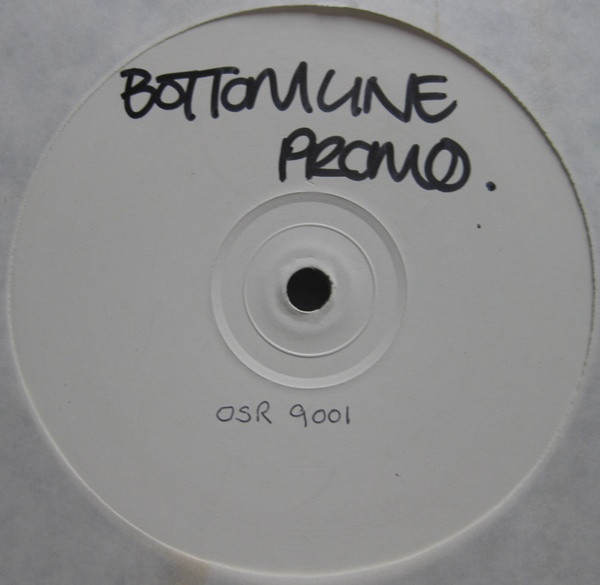 BOTTOMLINE
PROMO.
OSR 9001